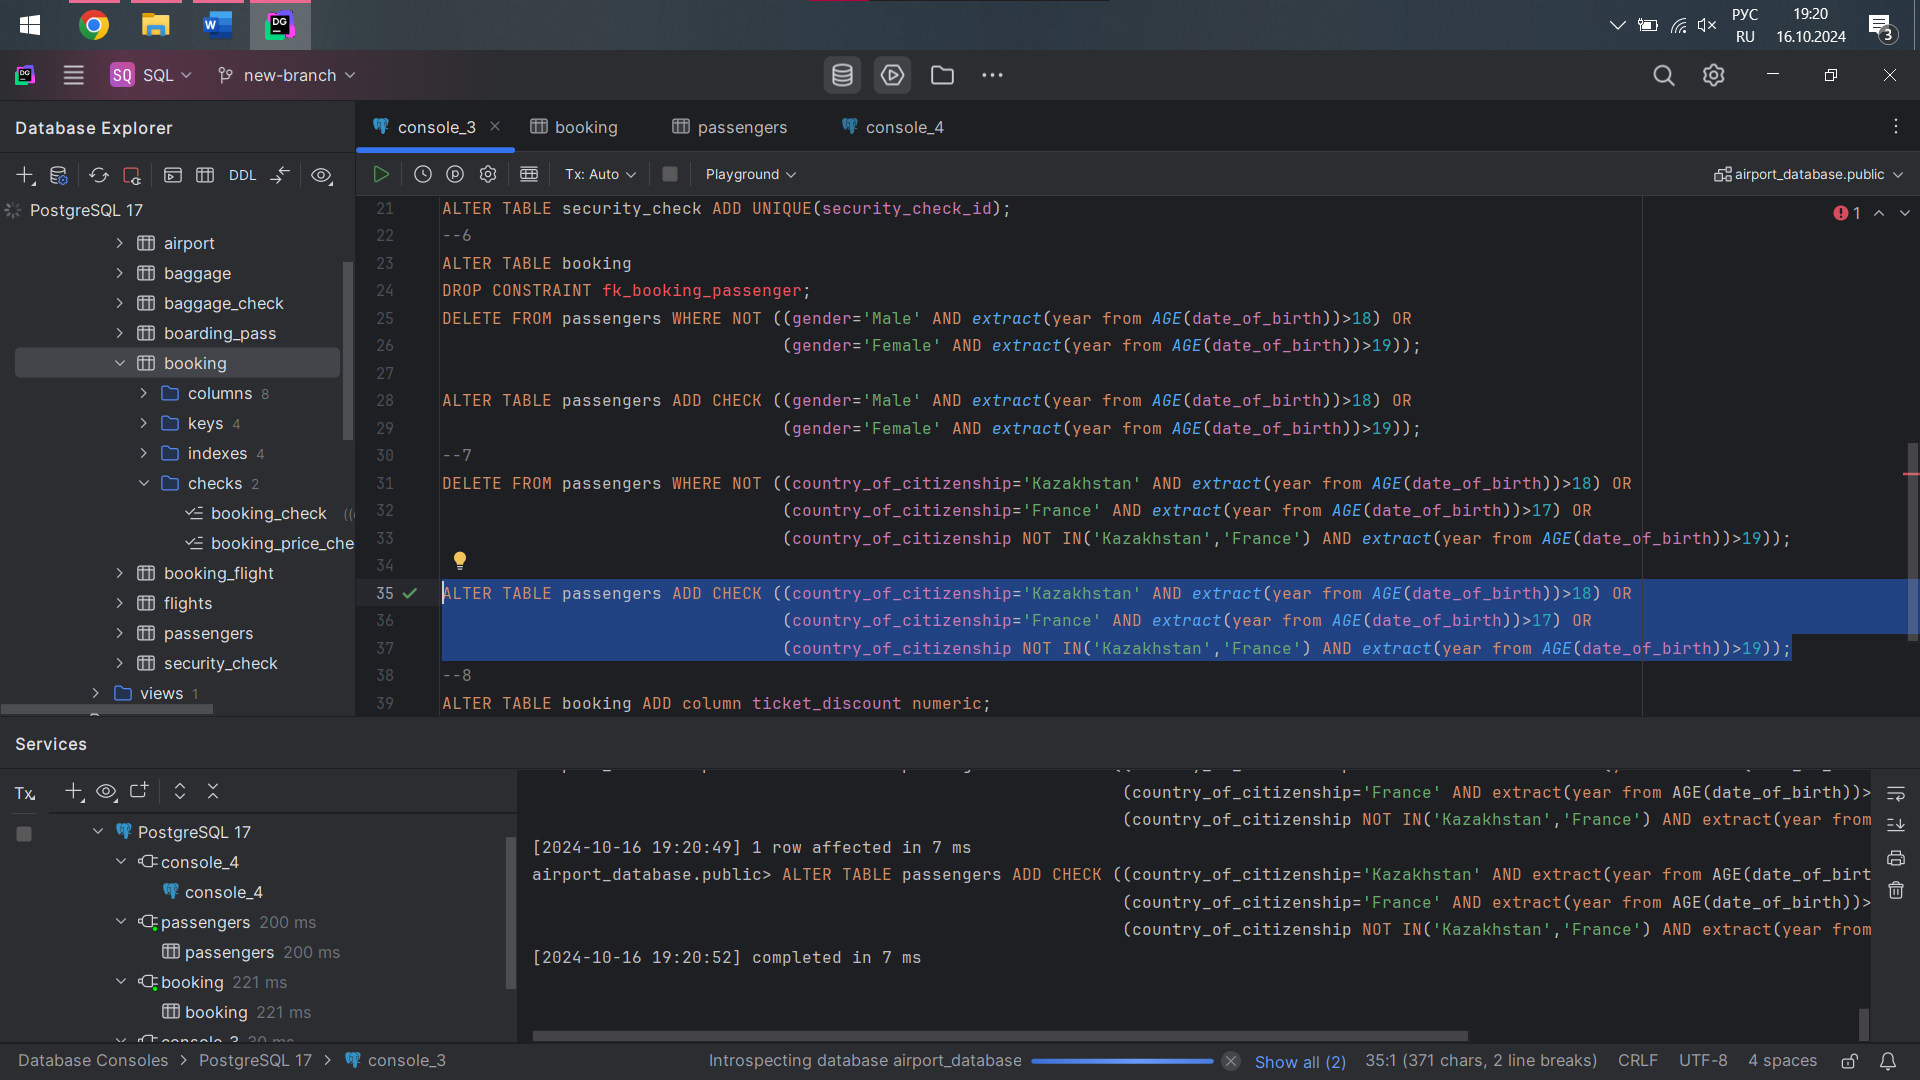 РУС
RU
19:20
16.10.2024
3
SQ SQL
new-branch
Database Explorer
console_3
booking
passengers
console_4
DDL
Tx: Auto
Playground
airport_database.public
PostgreSQL 17
airport
baggage
baggage_check
boarding_pass
booking
columns 8
keys 4
indexes 4
checks 2
booking_check
booking_price_che
booking_flight
flights
passengers
security_check
views 1
1
21 ALTER TABLE security_check ADD UNIQUE(security_check_id);
22 --6
23 ALTER TABLE booking
24 DROP CONSTRAINT fk_booking_passenger;
25 DELETE FROM passengers WHERE NOT ((gender='Male' AND extract(year from AGE(date_of_birth))>18) OR
26 (gender='Female' AND extract(year from AGE(date_of_birth))>19));
27
28 ALTER TABLE passengers ADD CHECK ((gender='Male' AND extract(year from AGE(date_of_birth))>18) OR
29 (gender='Female' AND extract(year from AGE(date_of_birth))>19));
30 --7
31 DELETE FROM passengers WHERE NOT ((country_of_citizenship='Kazakhstan' AND extract(year from AGE(date_of_birth))>18) OR
32 (country_of_citizenship='France' AND extract(year from AGE(date_of_birth))>17) OR
33 (country_of_citizenship NOT IN('Kazakhstan','France') AND extract(year from AGE(date_of_birth))>19));
34
35 ALTER TABLE passengers ADD CHECK ((country_of_citizenship='Kazakhstan' AND extract(year from AGE(date_of_birth))>18) OR
36 (country_of_citizenship='France' AND extract(year from AGE(date_of_birth))>17) OR
37 (country_of_citizenship NOT IN('Kazakhstan','France') AND extract(year from AGE(date_of_birth))>19));
38 --8
39 ALTER TABLE booking ADD column ticket_discount numeric;
Services
Tx
PostgreSQL 17
console_4
console_4
passengers 200 ms
passengers 200 ms
booking 221 ms
booking 221 ms
(country_of_citizenship='France' AND extract(year from AGE(date_of_birth))>
(country_of_citizenship NOT IN('Kazakhstan','France') AND extract(year from
[2024-10-16 19:20:49] 1 row affected in 7 ms
airport_database.public> ALTER TABLE passengers ADD CHECK ((country_of_citizenship='Kazakhstan' AND extract(year from AGE(date_of_birt
(country_of_citizenship='France' AND extract(year from AGE(date_of_birth))>
(country_of_citizenship NOT IN('Kazakhstan','France') AND extract(year from
[2024-10-16 19:20:52] completed in 7 ms
Database Consoles > PostgreSQL 17 > console_3
Introspecting database airport_database
Show all (2)
35:1 (371 chars, 2 line breaks)
CRLF
UTF-8
4 spaces